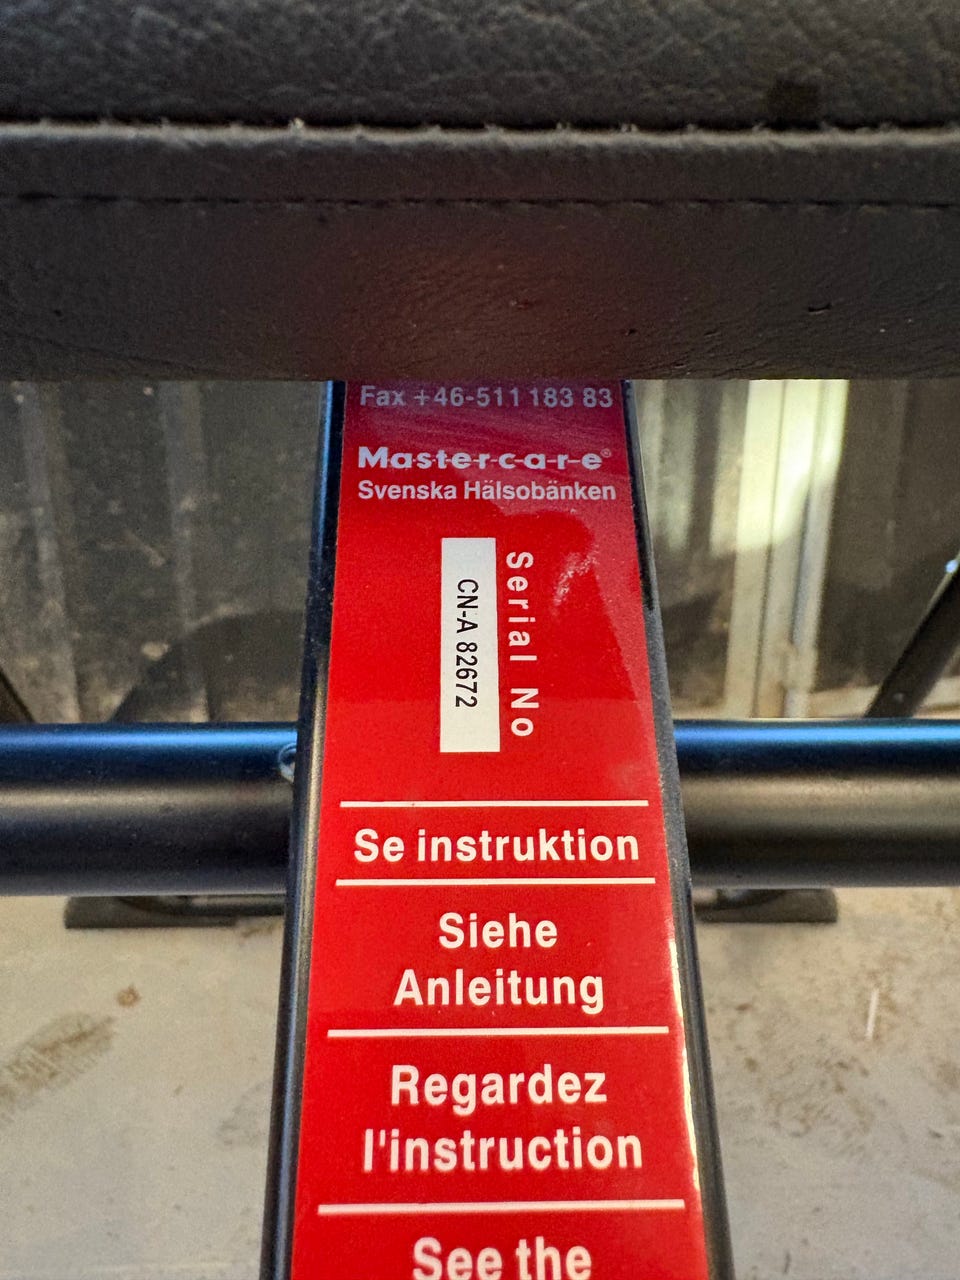 Fax +46-511 183 83
Mastercare®
Svenska Hälsobänken
Serial No
CN-A 82672
Se instruktion
Siehe
Anleitung
Regardez
l'instruction
See the